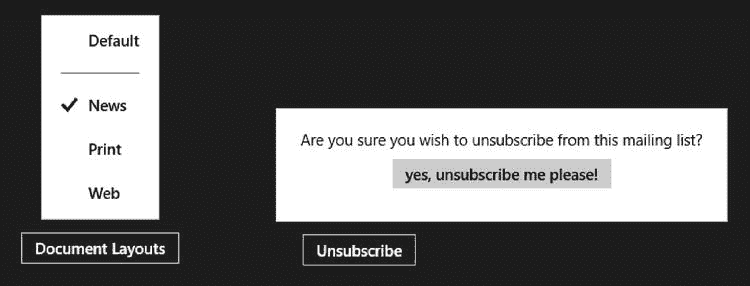 Default
News
Print
Web
Document Layouts
Are you sure you wish to unsubscribe from this mailing list?
yes, unsubscribe me please!
Unsubscribe